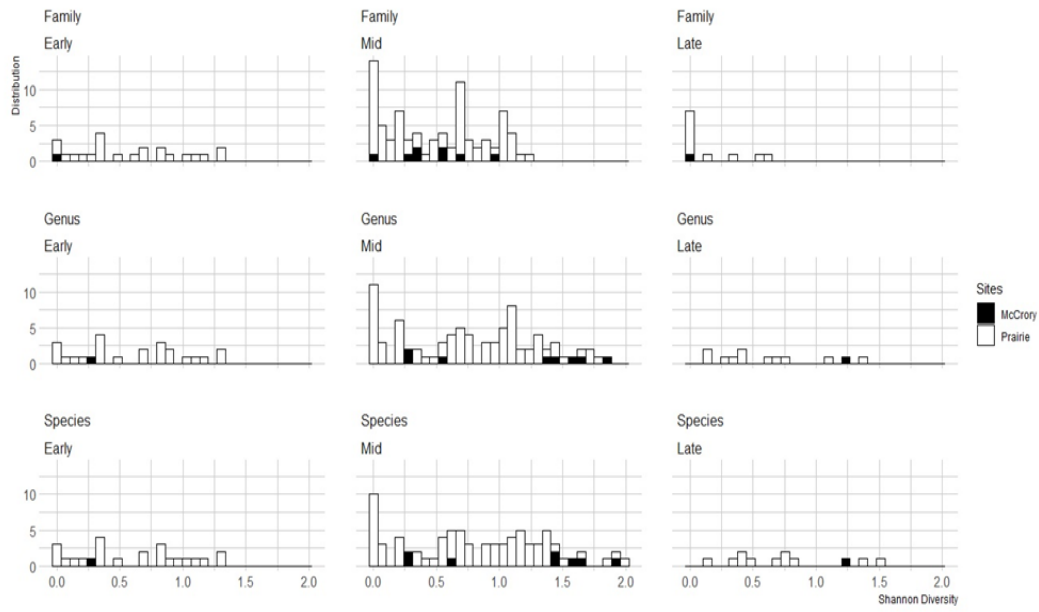 Family
Early
Family
Mid
Family
Late
Distribution
10
5
0
Genus
Early
Genus
Mid
Genus
Late
10
5
0
Sites
McCrory
Prairie
Species
Early
Species
Mid
Species
Late
10
5
0
0.0 0.5 1.0 1.5 2.0
0.0 0.5 1.0 1.5 2.0
0.0 0.5 1.0 1.5 2.0
Shannon Diversity